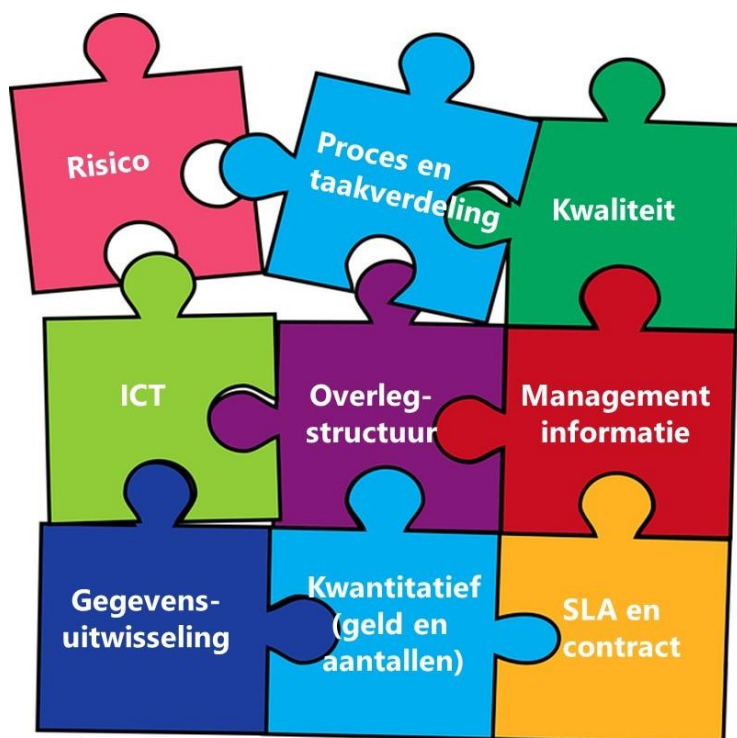 Risico
Proces en
taakverdeling
Kwaliteit
ICT
Overleg-
structuur
Management
informatie
Gegevens-
uitwisseling
Kwantitatief
(geld en
aantallen)
SLA en
contract